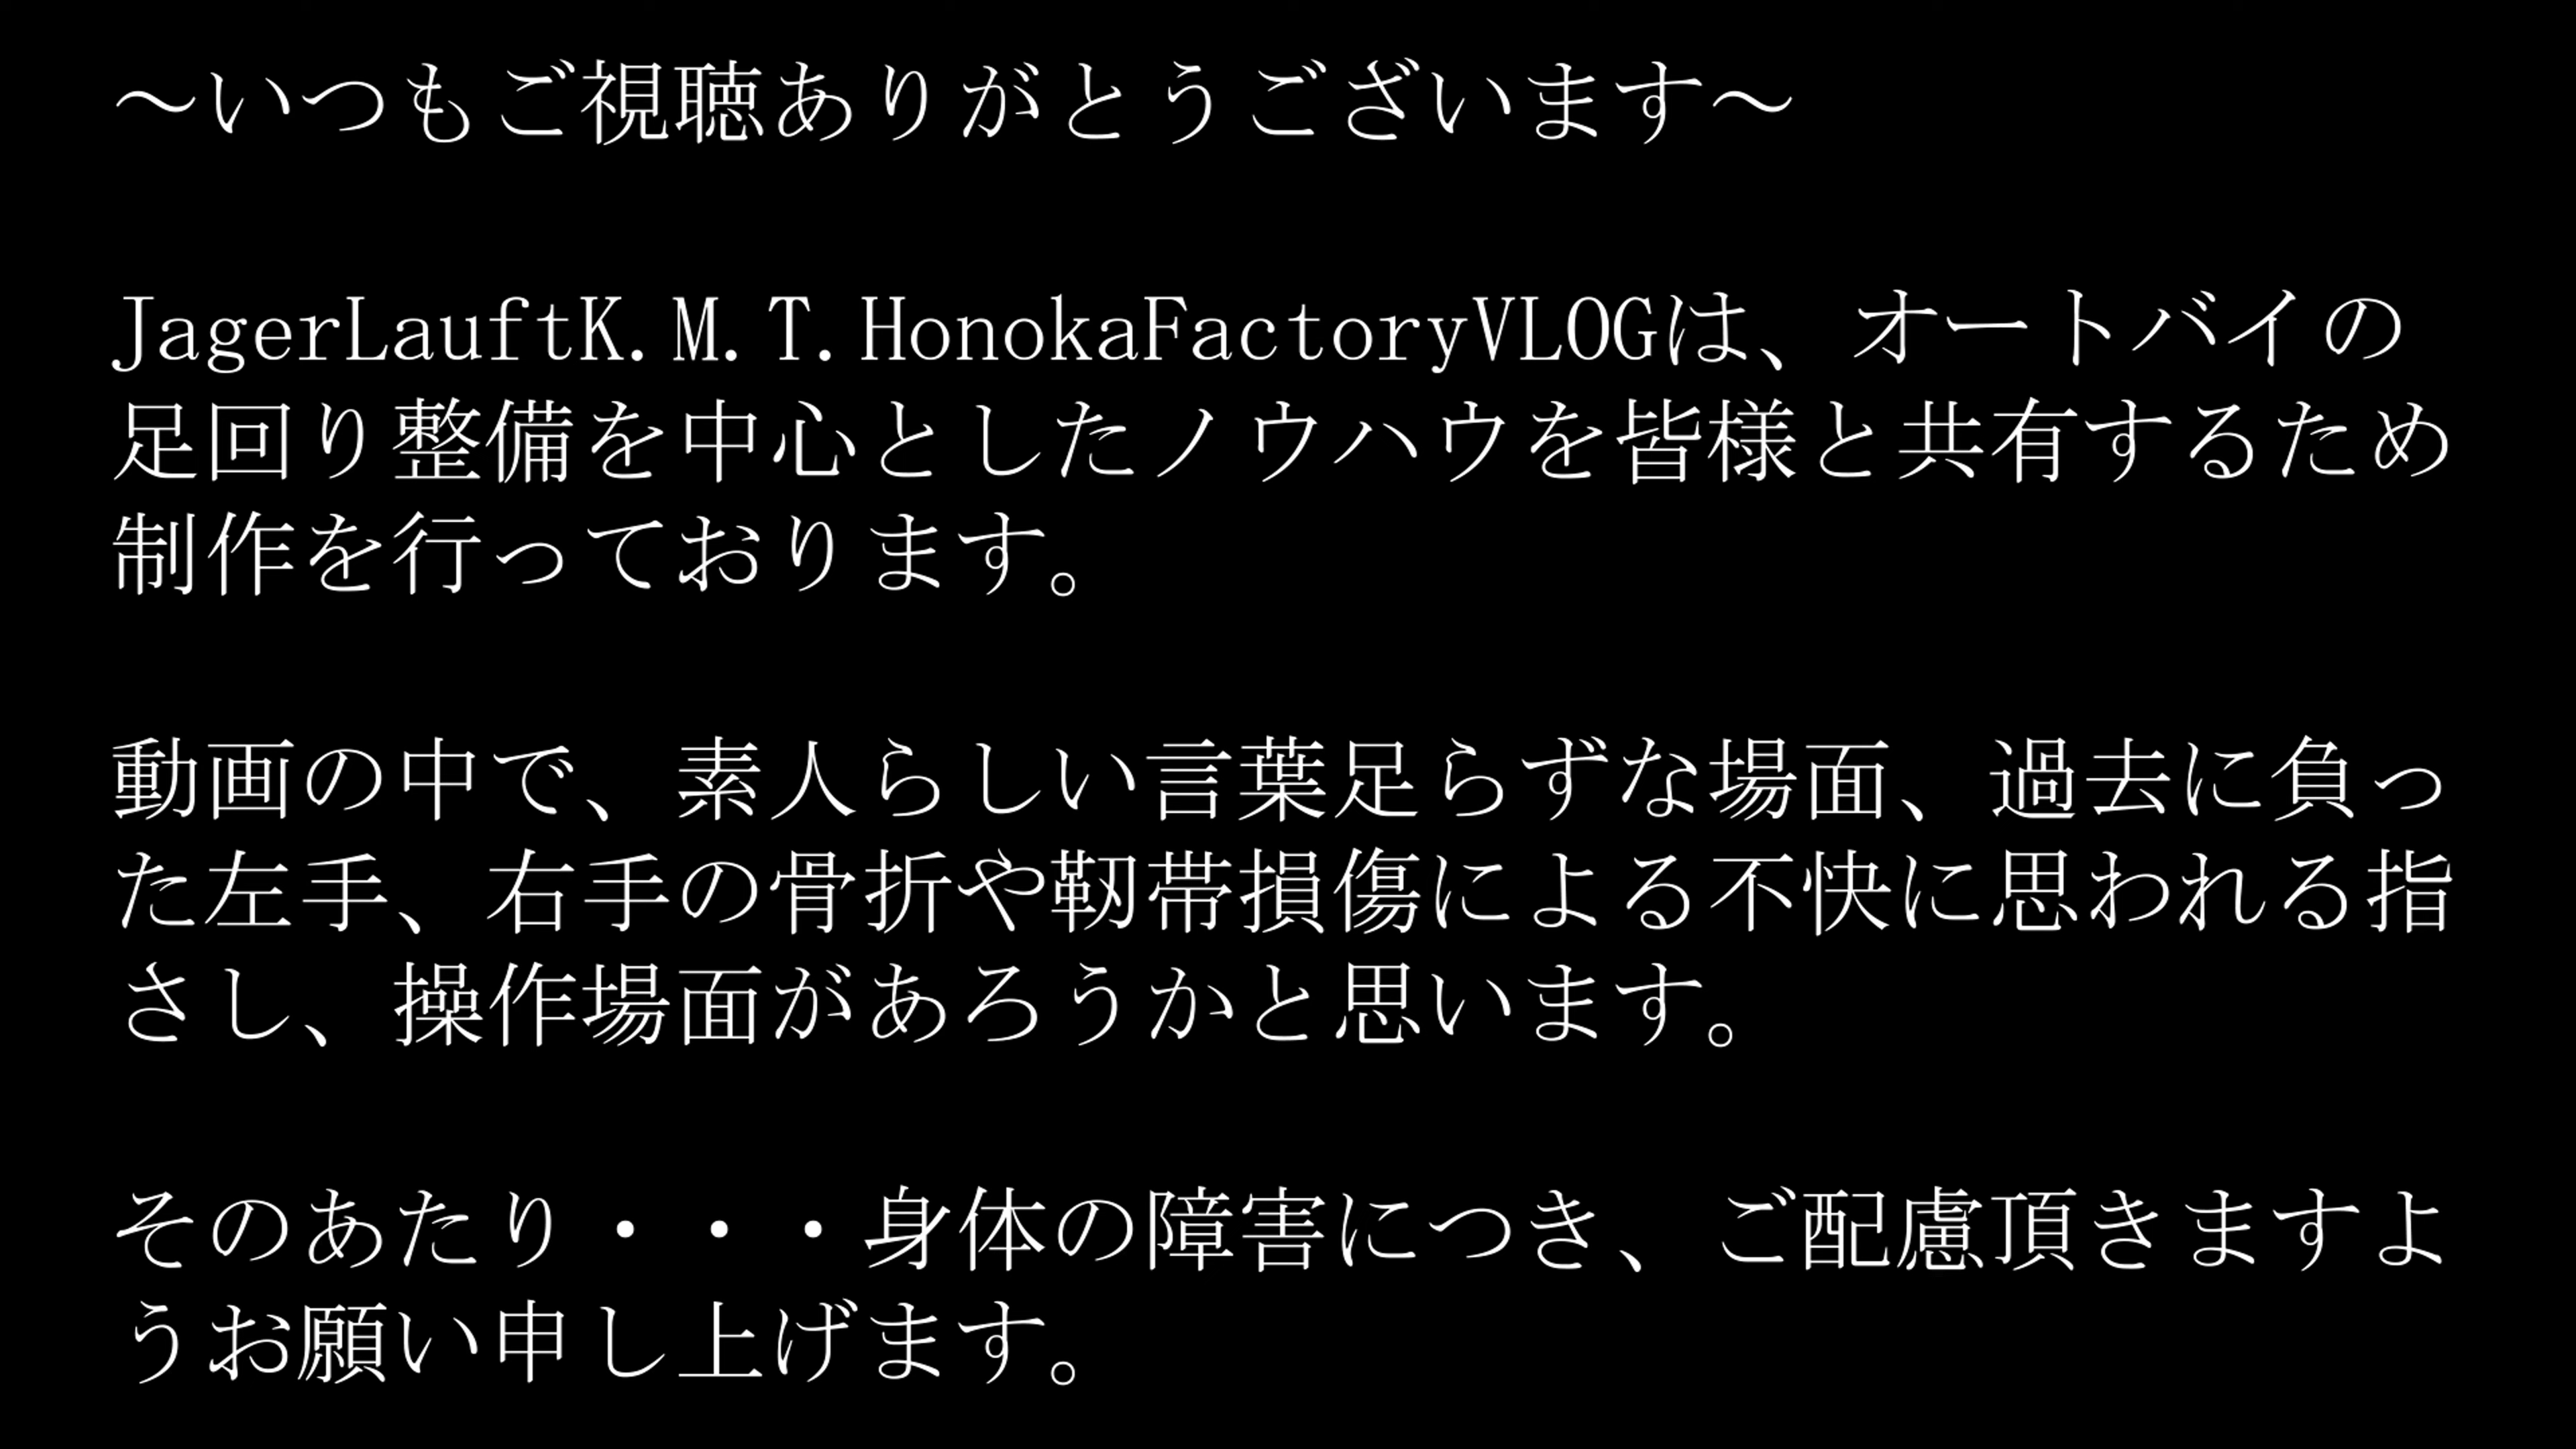 ～いつもご視聴ありがとうございます～
JagerLauftK.M.T.HonokaFactoryVLOGは、オートバイの
足回り整備を中心としたノウハウを皆様と共有するため
制作を行っております。
動画の中で、素人らしい言葉足らずな場面、過去に負っ
た左手、右手の骨折や靭帯損傷による不快に思われる指
さし、操作場面があろうかと思います。
そのあたり・・・身体の障害につき、ご配慮頂きますよ
うお願い申し上げます。